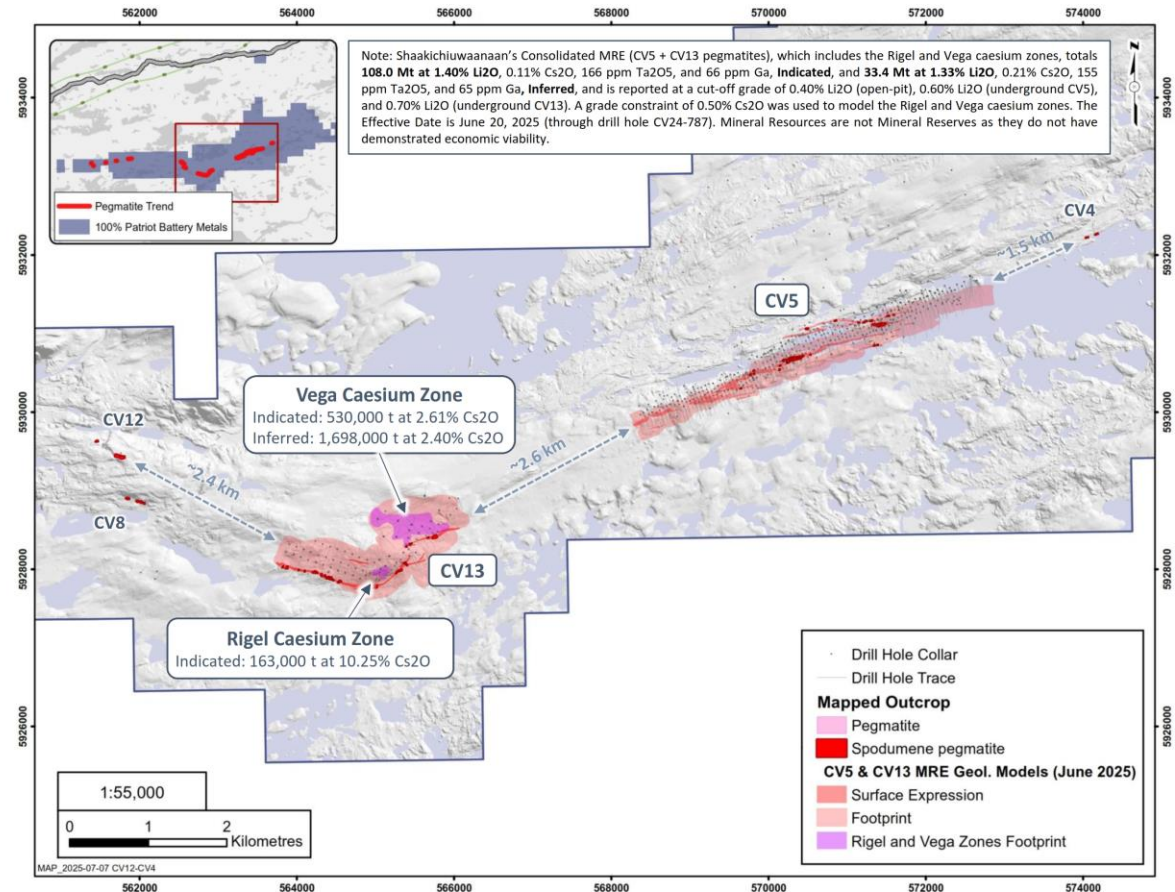 562000 564000 566000 568000 570000 572000 574000
Note: Shaakichiuwaanaan's Consolidated MRE (CV5 + CV13 pegmatites), which includes the Rigel and Vega caesium zones, totals
108.0 Mt at 1.40% Li2O, 0.11% Cs2O, 166 ppm Ta2O5, and 66 ppm Ga, Indicated, and 33.4 Mt at 1.33% Li2O, 0.21% Cs2O, 155
ppm Ta2O5, and 65 ppm Ga, Inferred, and is reported at a cut-off grade of 0.40% Li2O (open-pit), 0.60% Li2O (underground CV5),
and 0.70% Li2O (underground CV13). A grade constraint of 0.50% Cs2O was used to model the Rigel and Vega caesium zones. The
Effective Date is June 20, 2025 (through drill hole CV24-787). Mineral Resources are not Mineral Reserves as they do not have
demonstrated economic viability.
N
5934000
5934000
Pegmatite Trend
100% Patriot Battery Metals
CV4
~1.5 km
5932000
5932000
CV5
Vega Caesium Zone
Indicated: 530,000 t at 2.61% Cs2O
Inferred: 1,698,000 t at 2.40% Cs2O
5930000
5930000
CV12
~2.6 km
~2.4 km
CV8
CV13
5928000
5928000
Rigel Caesium Zone
Indicated: 163,000 t at 10.25% Cs2O
Drill Hole Collar
Drill Hole Trace
Mapped Outcrop
Pegmatite
Spodumene pegmatite
CV5 & CV13 MRE Geol. Models (June 2025)
Surface Expression
Footprint
Rigel and Vega Zones Footprint
5926000
5926000
1:55,000
0 1 2
Kilometres
MAP_2025-07-07 CV12-CV4
562000 564000 566000 568000 570000 572000 574000